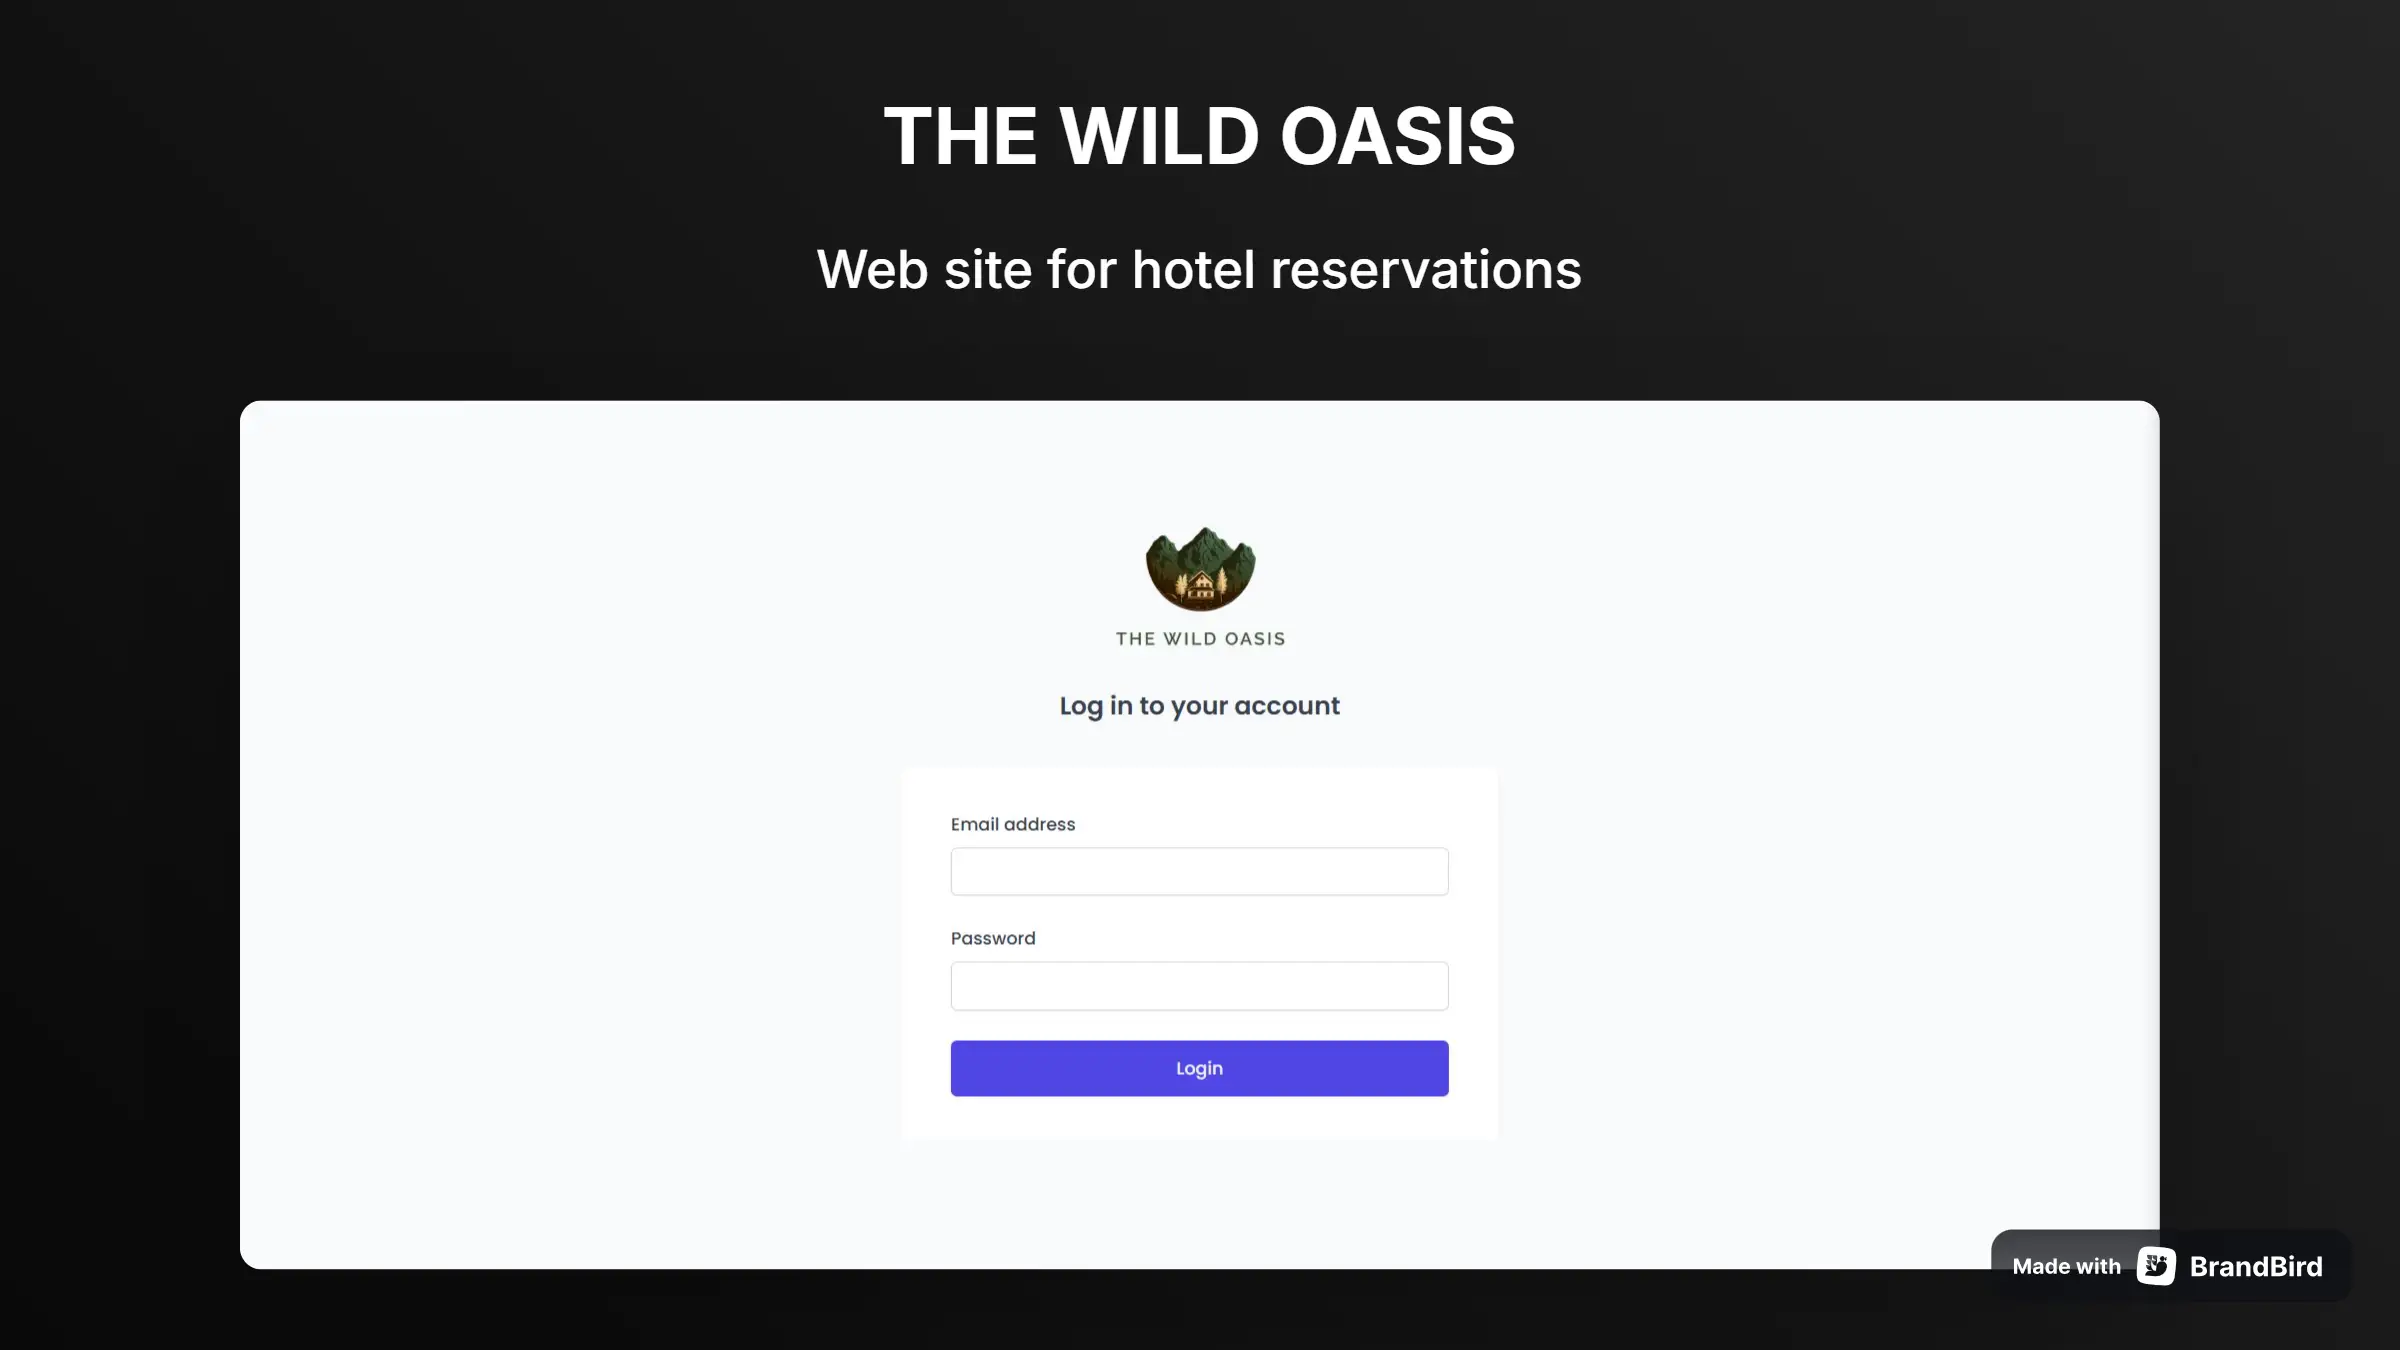 THE WILD OASIS
Web site for hotel reservations
THE WILD OASIS
Log in to your account
Email address
Password
Login
Made with BrandBird